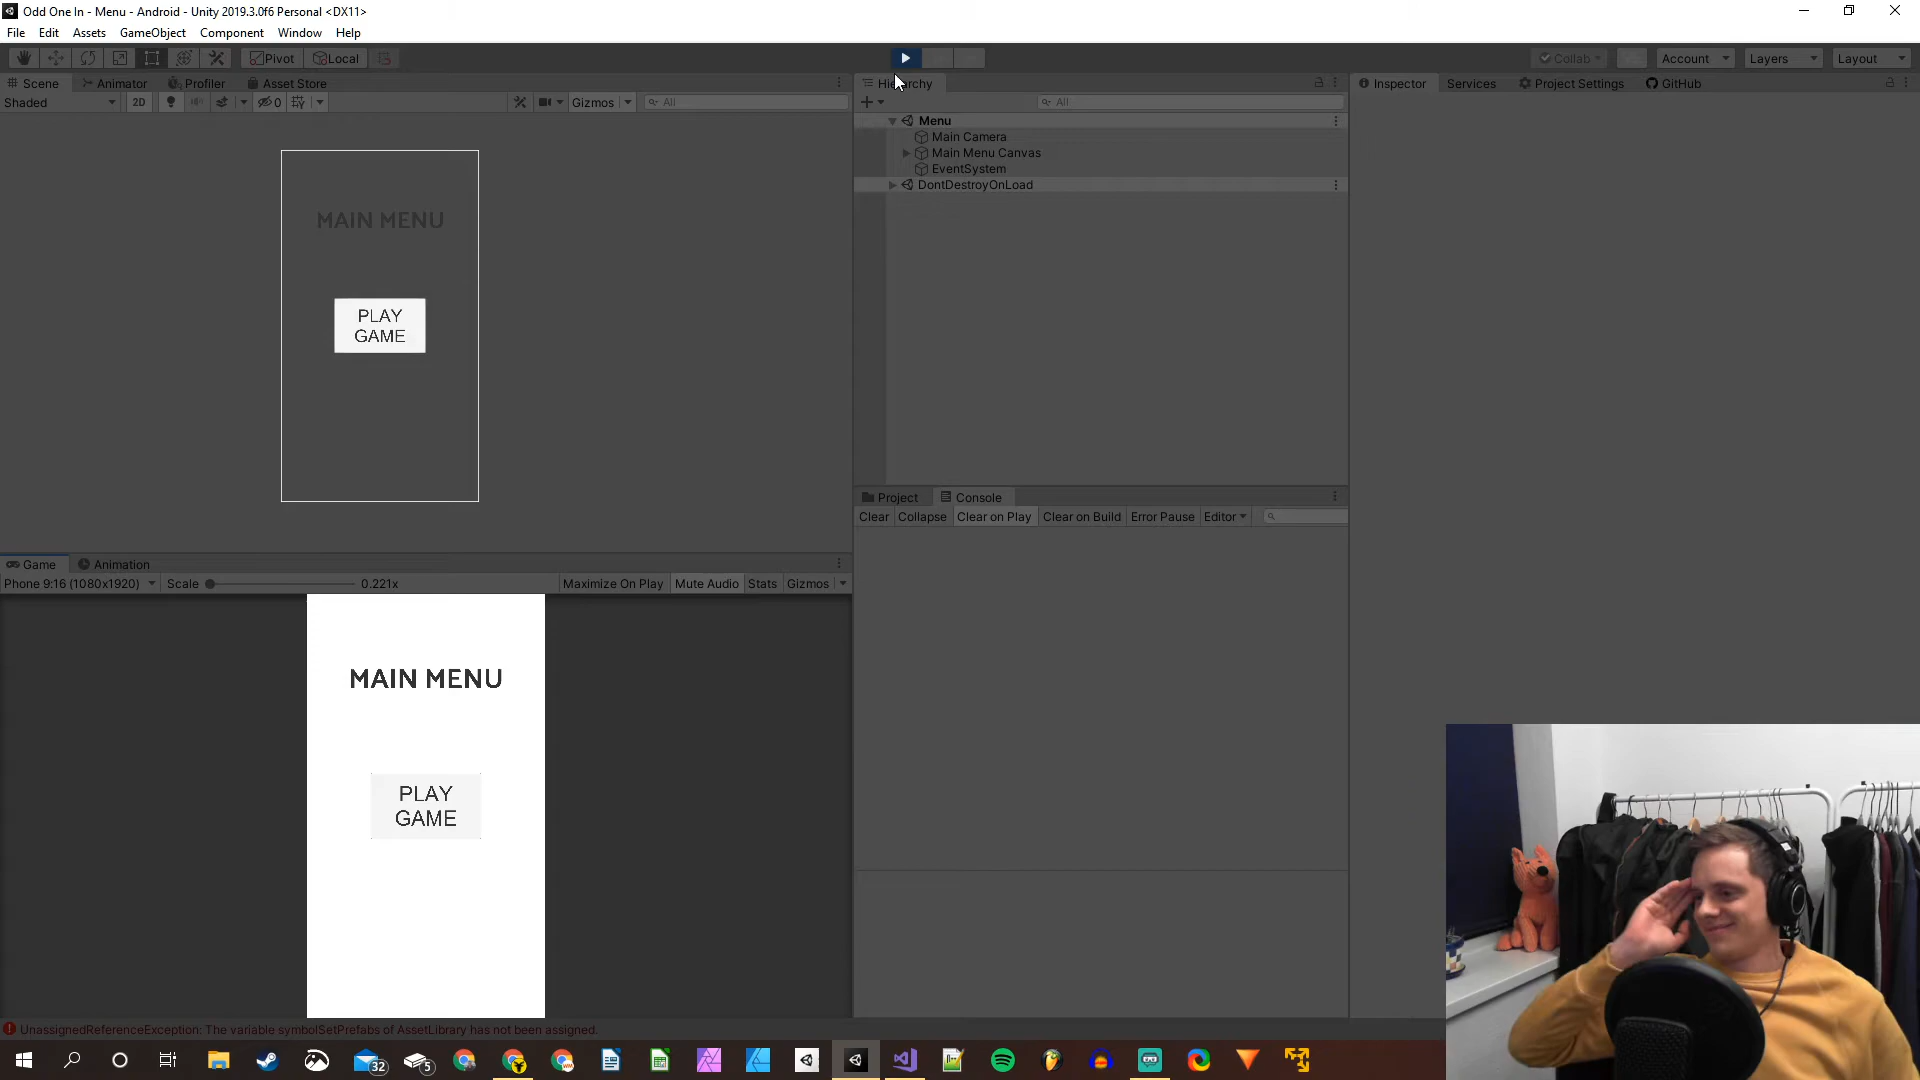 Odd One In - Menu - Android - Unity 2019.3.0f6 Personal <DX11>
File Edit Assets GameObject Component Window Help
Pivot Local Collab Account Layers Layout
Scene Animator Profiler Asset Store
Shaded 2D 0 Gizmos All
MAIN MENU
PLAY
GAME
Hierarchy
All
Menu
Main Camera
Main Menu Canvas
EventSystem
DontDestroyOnLoad
Inspector Services Project Settings GitHub
Project Console
Clear Collapse Clear on Play Clear on Build Error Pause Editor
Game Animation
Phone 9:16 (1080x1920) Scale 0.221x Maximize On Play Mute Audio Stats Gizmos
MAIN MENU
PLAY
GAME
UnassignedReferenceException: The variable symbolSetPrefabs of AssetLibrary has not been assigned.
32 5